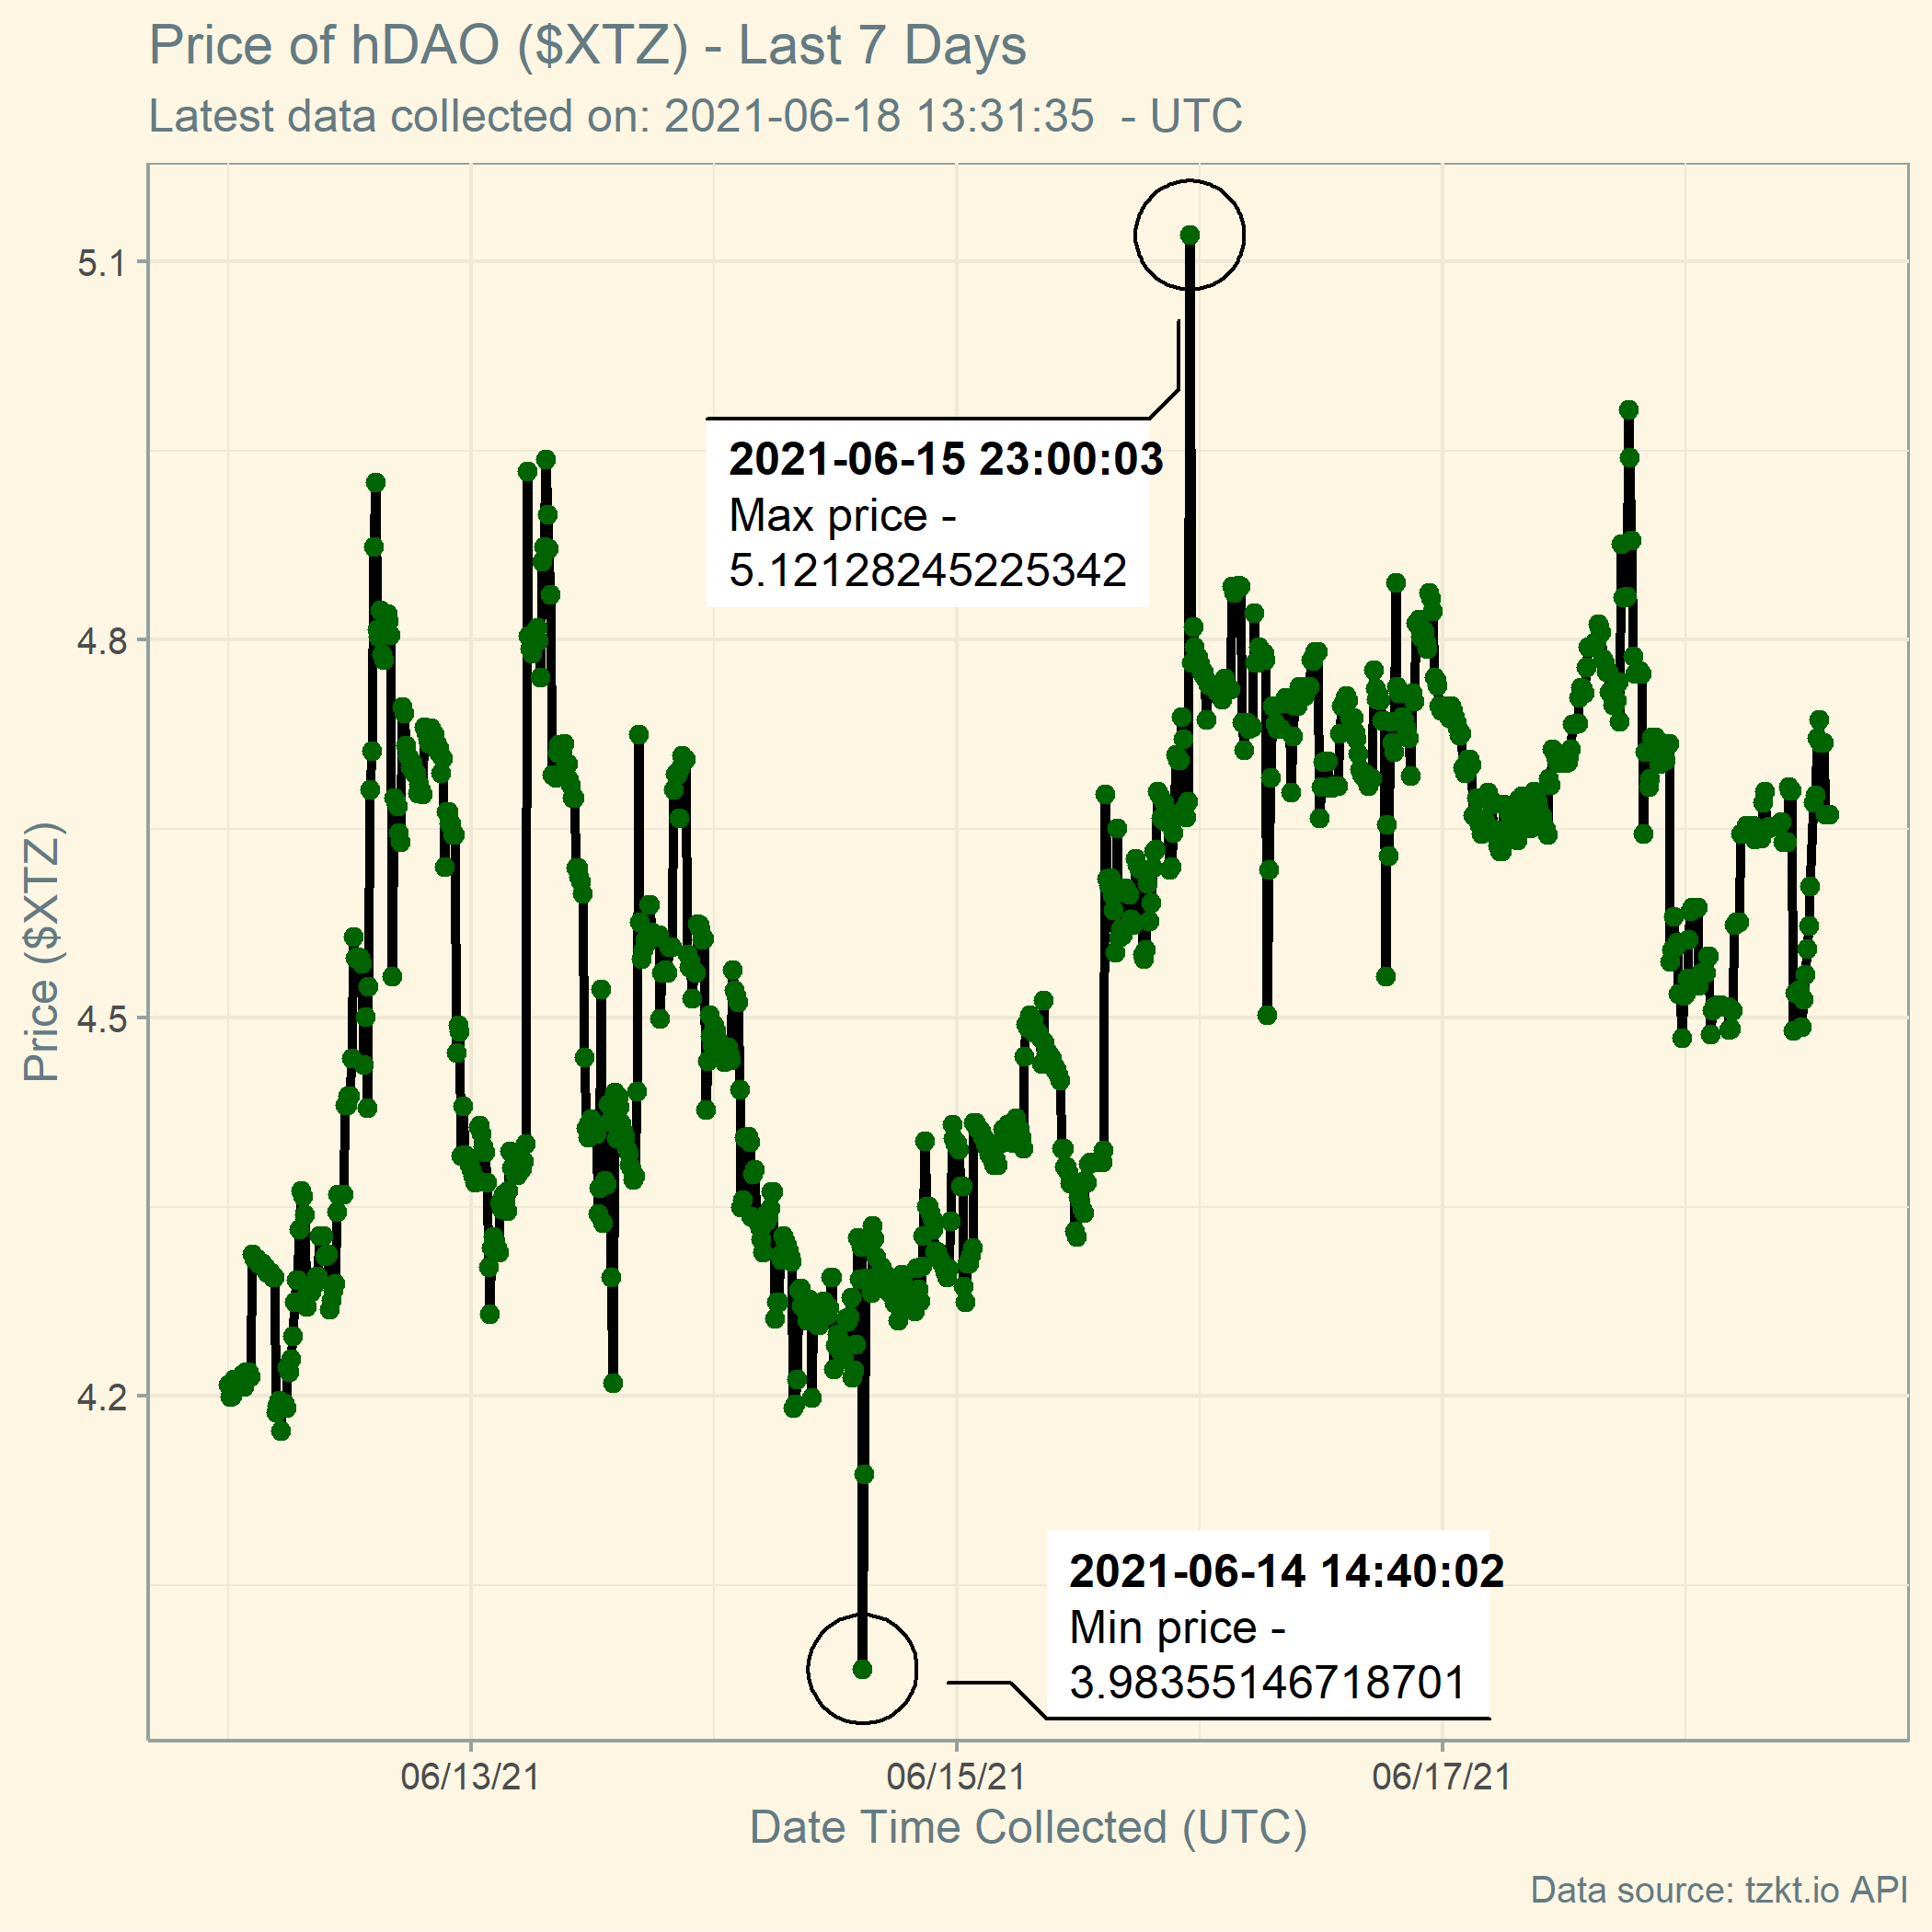 Price of hDAO ($XTZ) - Last 7 Days
Latest data collected on: 2021-06-18 13:31:35  - UTC
5.1
4.8
4.5
4.2
Price ($XTZ)
2021-06-15 23:00:03
Max price -
5.12128245225342
2021-06-14 14:40:02
Min price -
3.98355146718701
06/13/21
06/15/21
06/17/21
Date Time Collected (UTC)
Data source: tzkt.io API